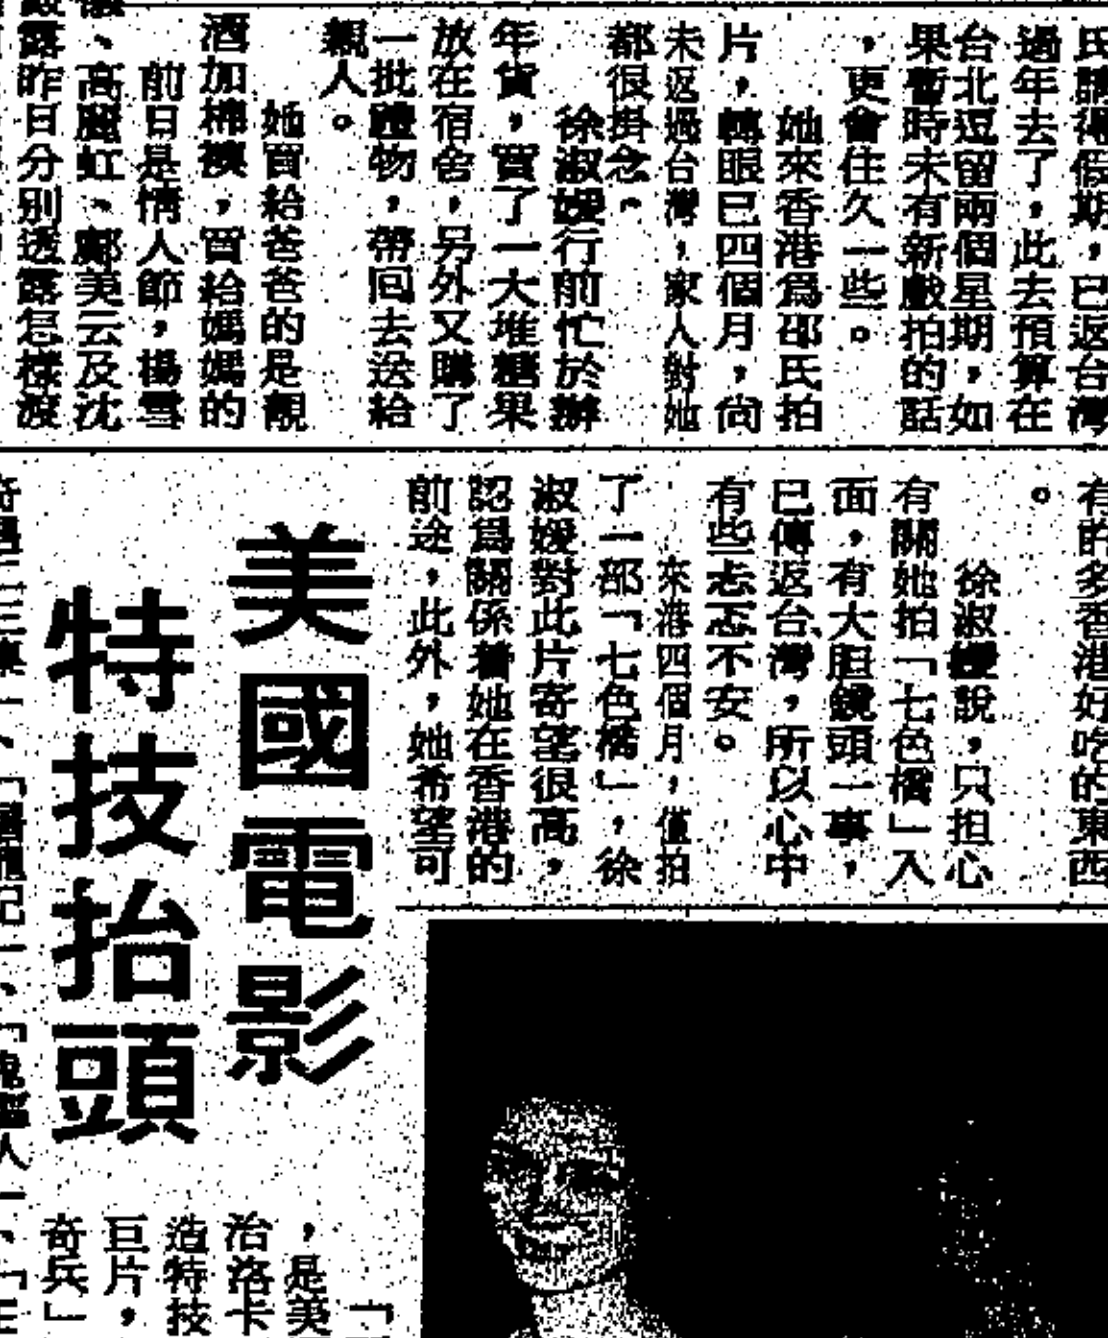 氏請得假期，已返台灣
過年去了，此去預算在
台北逗留兩個星期，如
果暫時未有新戲拍的話
，更會住久一些。
她來香港為邵氏拍
片，轉眼已四個月，尚
未返過台灣，家人對她
都很掛念。
徐淑媛行前忙於辦
年貨，買了一大堆糖果
放在宿舍，另外又購了
一批禮物，帶回去送給
親人。
她買給爸爸的是靚
酒加棉襖，買給媽媽的
前日是情人節，楊雪
、高麗虹、鄭美云及沈
露昨日分別透露怎樣渡
有許多香港好吃的東西
。
徐淑媛說，只担心
有關她拍「七色橋」入
面，有大胆鏡頭一事，
已傳返台灣，所以心中
有些忐忑不安。
來港四個月，僅拍
了一部「七色橋」，徐
淑媛對此片寄望很高，
認為關係着她在香港的
前途，此外，她希望可
美國電影
特技抬頭
，是美
治洛卡
造特技
巨片，
奇兵」